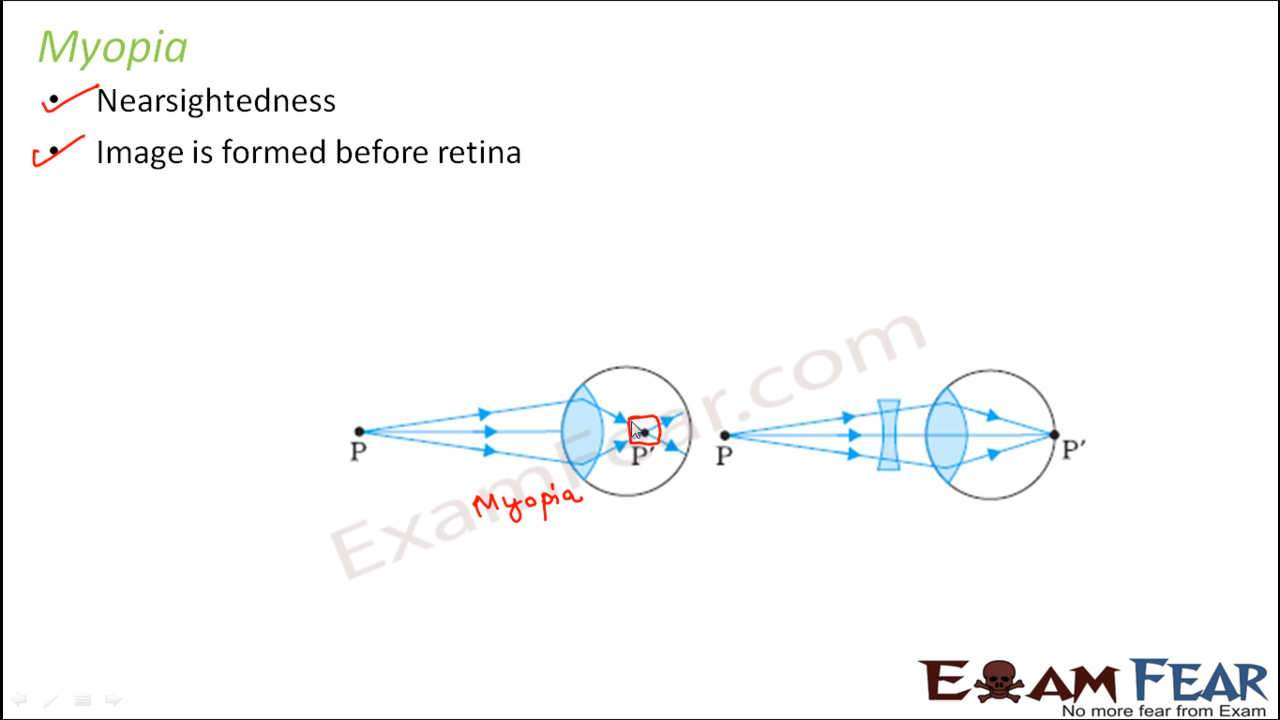 Myopia
• Nearsightedness
• Image is formed before retina
ExamFear.com
P
P'
P
P'
Myopia
EXAM FEAR
No more fear from Exam